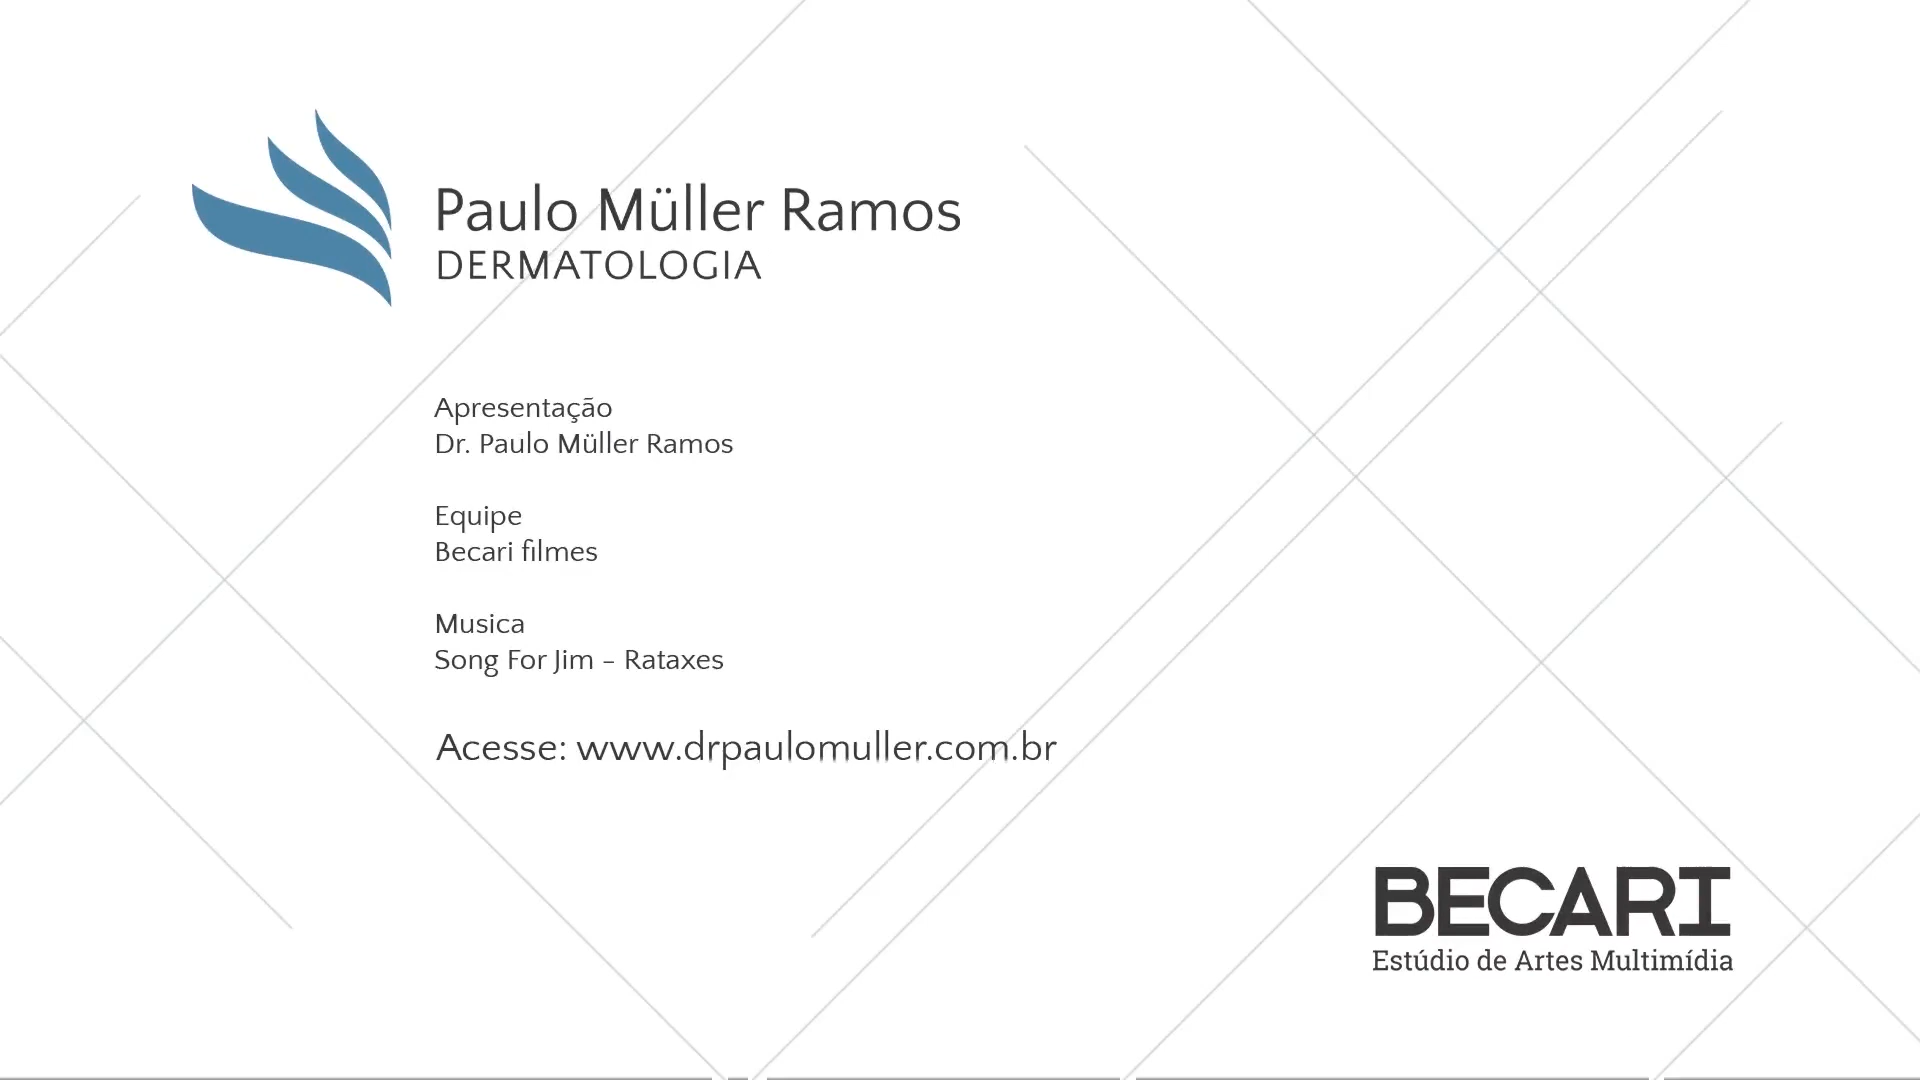 Paulo Müller Ramos
DERMATOLOGIA
Apresentação
Dr. Paulo Müller Ramos
Equipe
Becari filmes
Musica
Song For Jim - Rataxes
Acesse: www.drpaulomuller.com.br
BECARI
Estúdio de Artes Multimídia